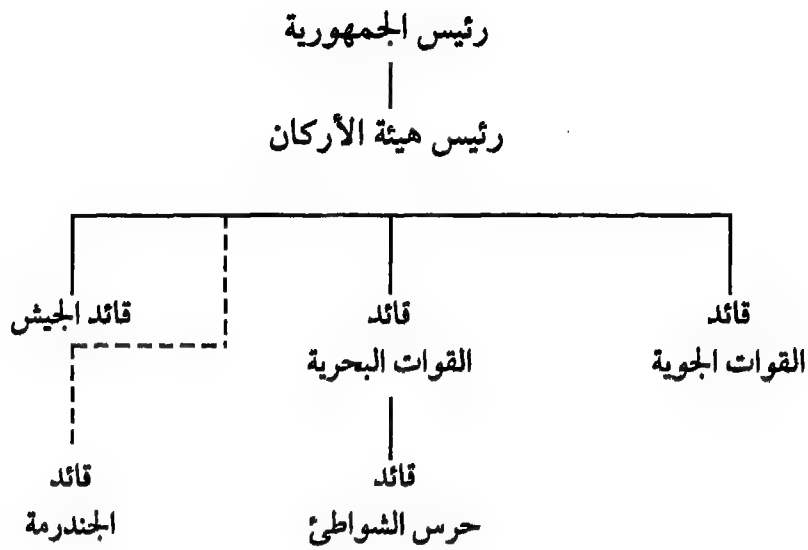 رئيس الجمهورية
رئيس هيئة الأركان
قائد
القوات الجوية
قائد
القوات البحرية
قائد الجيش
قائد
حرس الشواطئ
قائد
الجندرمة